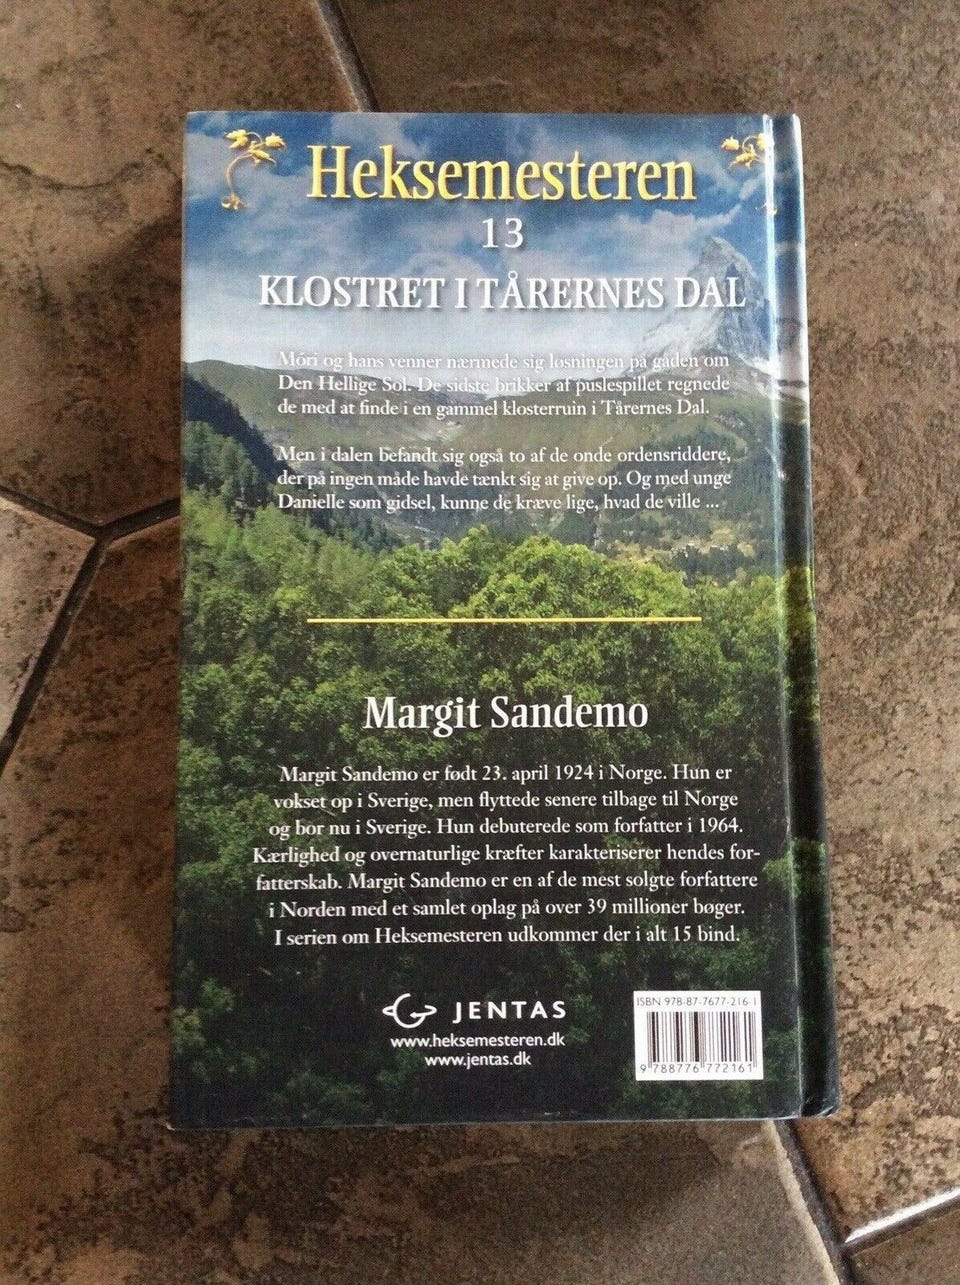 Heksemesteren
13
KLOSTRET I TÅRERNES DAL
Móri og hans venner nærmede sig løsningen på gåden om
Den Hellige Sol. De sidste brikker af puslespillet regnede
de med at finde i en gammel klosterruin i Tårernes Dal.
Men i dalen befandt sig også to af de onde ordensriddere,
der på ingen måde havde tænkt sig at give op. Og med unge
Danielle som gidsel, kunne de kræve lige, hvad de ville ...
Margit Sandemo
Margit Sandemo er født 23. april 1924 i Norge. Hun er
vokset op i Sverige, men flyttede senere tilbage til Norge
og bor nu i Sverige. Hun debuterede som forfatter i 1964.
Kærlighed og overnaturlige kræfter karakteriserer hendes for-
fatterskab. Margit Sandemo er en af de mest solgte forfattere
i Norden med et samlet oplag på over 39 millioner bøger.
I serien om Heksemesteren udkommer der i alt 15 bind.
JENTAS
www.heksemesteren.dk
www.jentas.dk
ISBN 978-87-7677-216-1
9 788776 772161